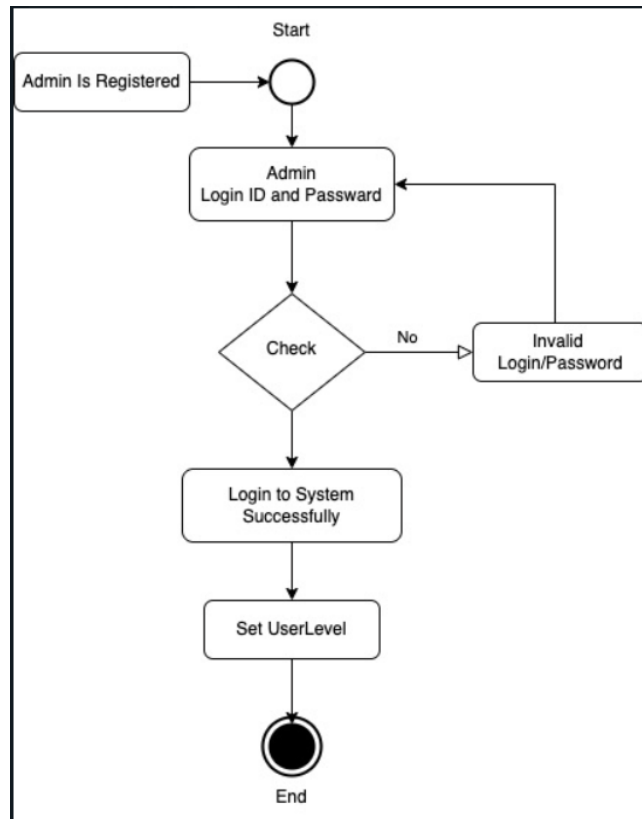 Start
Admin Is Registered
Admin
Login ID and Passward
Check
No
Invalid
Login/Password
Login to System
Successfully
Set UserLevel
End